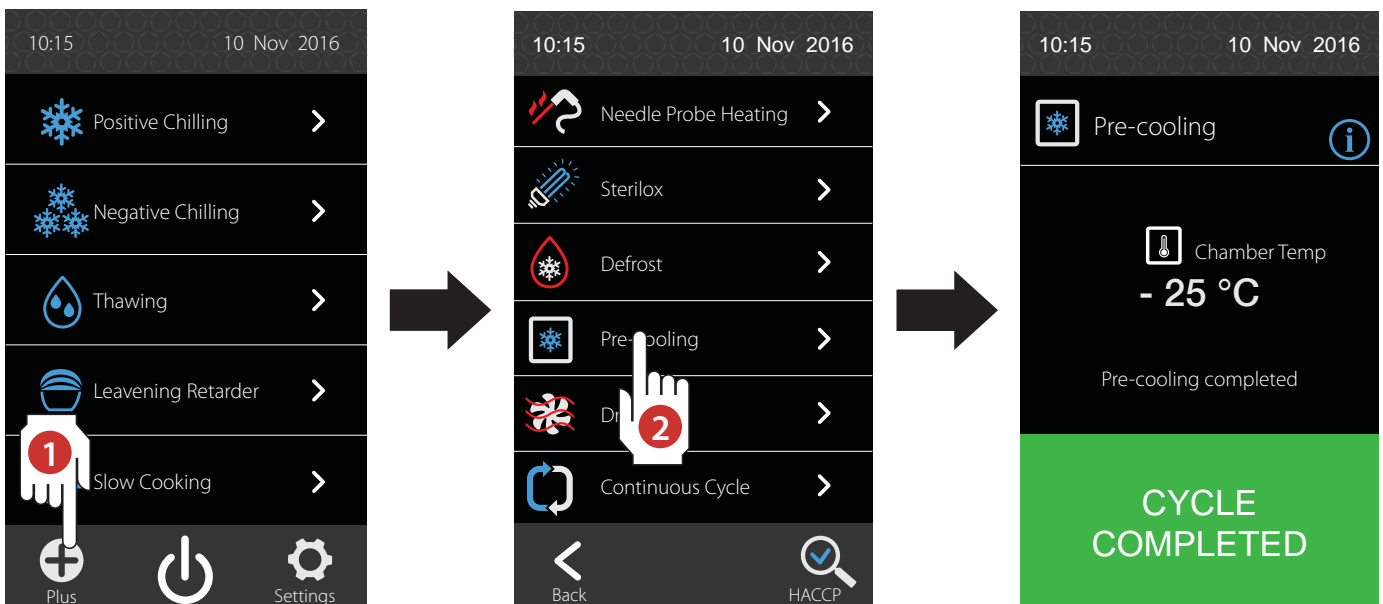 10:15 10 Nov 2016
Positive Chilling
Negative Chilling
Thawing
Leavening Retarder
Slow Cooking
1
Plus
Settings
10:15 10 Nov 2016
Needle Probe Heating
Sterilox
Defrost
Pre-cooling
2
Continuous Cycle
Back
HACCP
10:15 10 Nov 2016
Pre-cooling
i
Chamber Temp
- 25 °C
Pre-cooling completed
CYCLE
COMPLETED